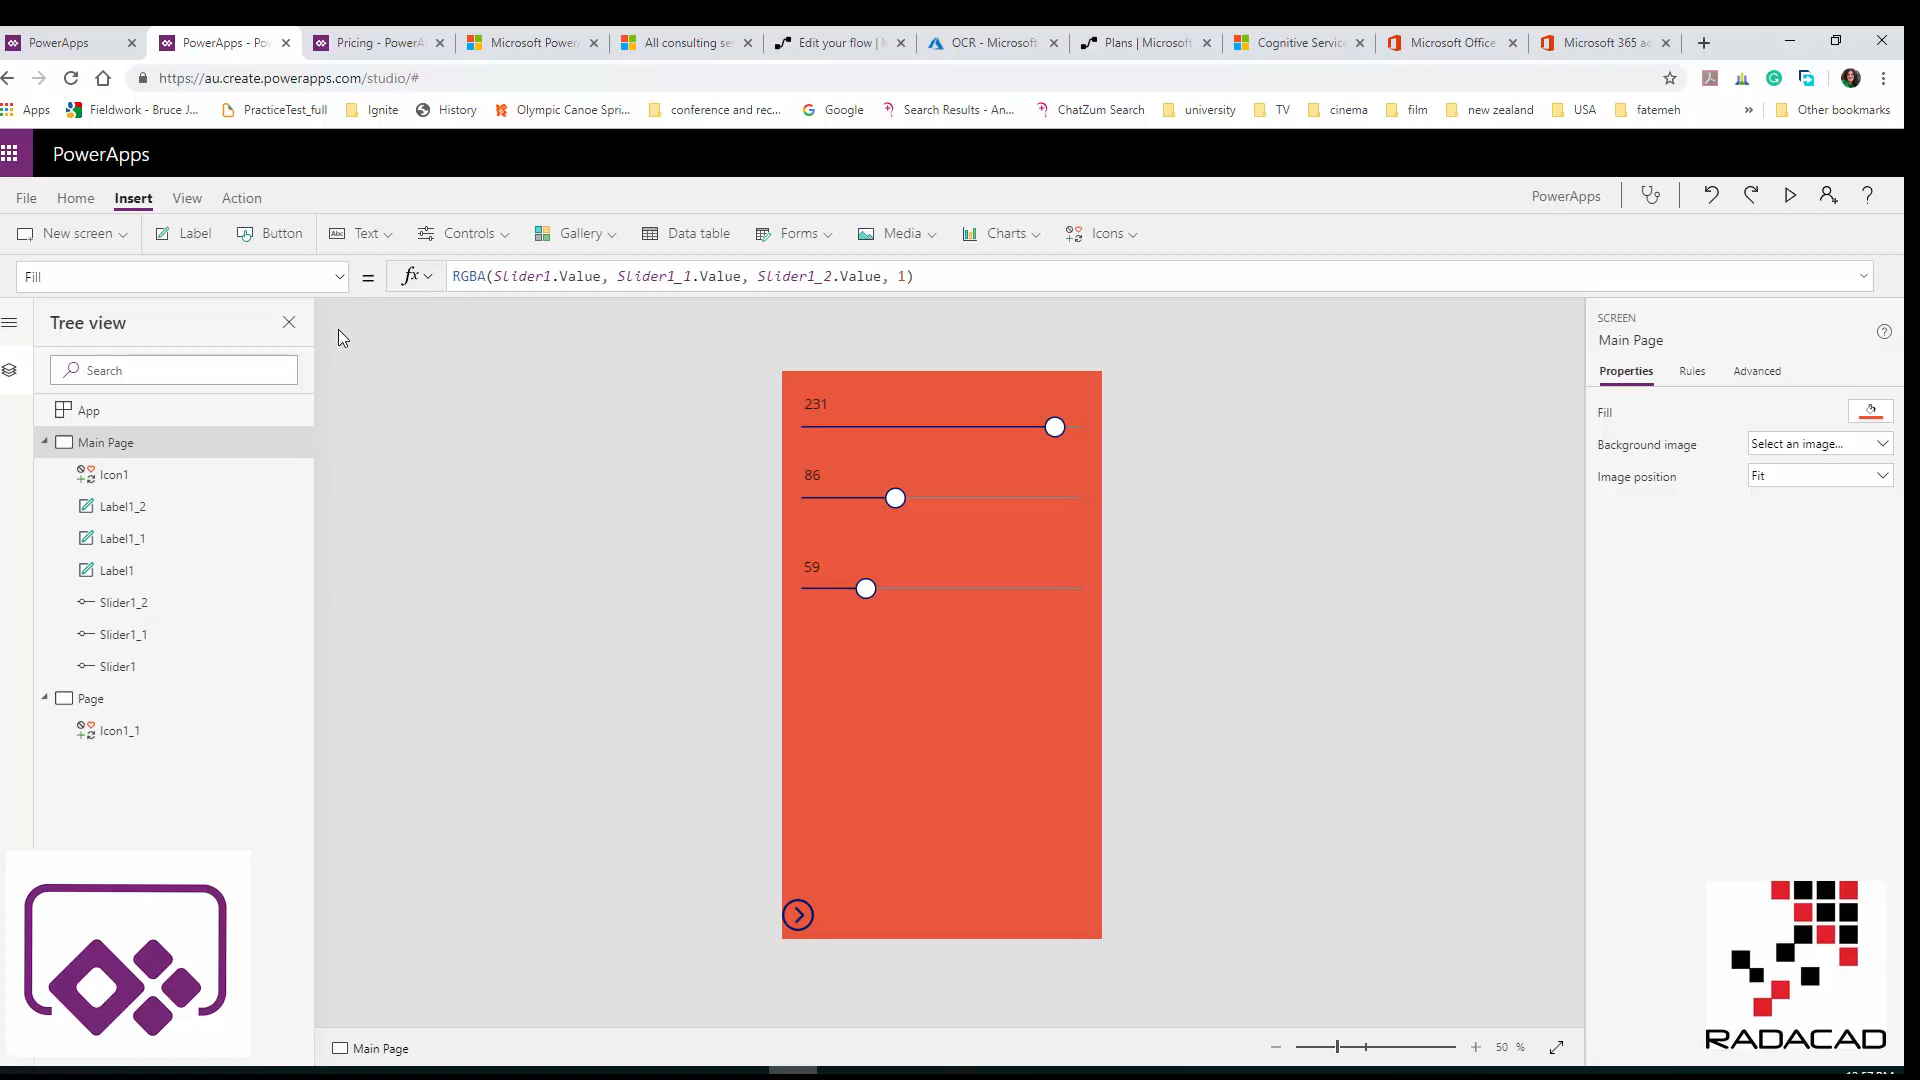 PowerApps
PowerApps - Pow
Pricing - PowerA
Microsoft Power
All consulting se
Edit your flow | M
OCR - Microsoft
Plans | Microsoft
Cognitive Service
Microsoft Office
Microsoft 365 ac
https://au.create.powerapps.com/studio/#
Apps
Fieldwork - Bruce J...
PracticeTest_full
Ignite
History
Olympic Canoe Spri...
conference and rec...
Google
Search Results - An...
ChatZum Search
university
TV
cinema
film
new zealand
USA
fatemeh
»
Other bookmarks
PowerApps
File
Home
Insert
View
Action
PowerApps
New screen
Label
Button
Abc
Text
Controls
Gallery
Data table
Forms
Media
Charts
Icons
Fill
=
fx
RGBA(Slider1.Value, Slider1_1.Value, Slider1_2.Value, 1)
Tree view
Search
App
Main Page
Icon1
Label1_2
Label1_1
Label1
Slider1_2
Slider1_1
Slider1
Page
Icon1_1
231
86
59
SCREEN
Main Page
Properties
Rules
Advanced
Fill
Background image
Select an image...
Image position
Fit
Main Page
50 %
RADACAD